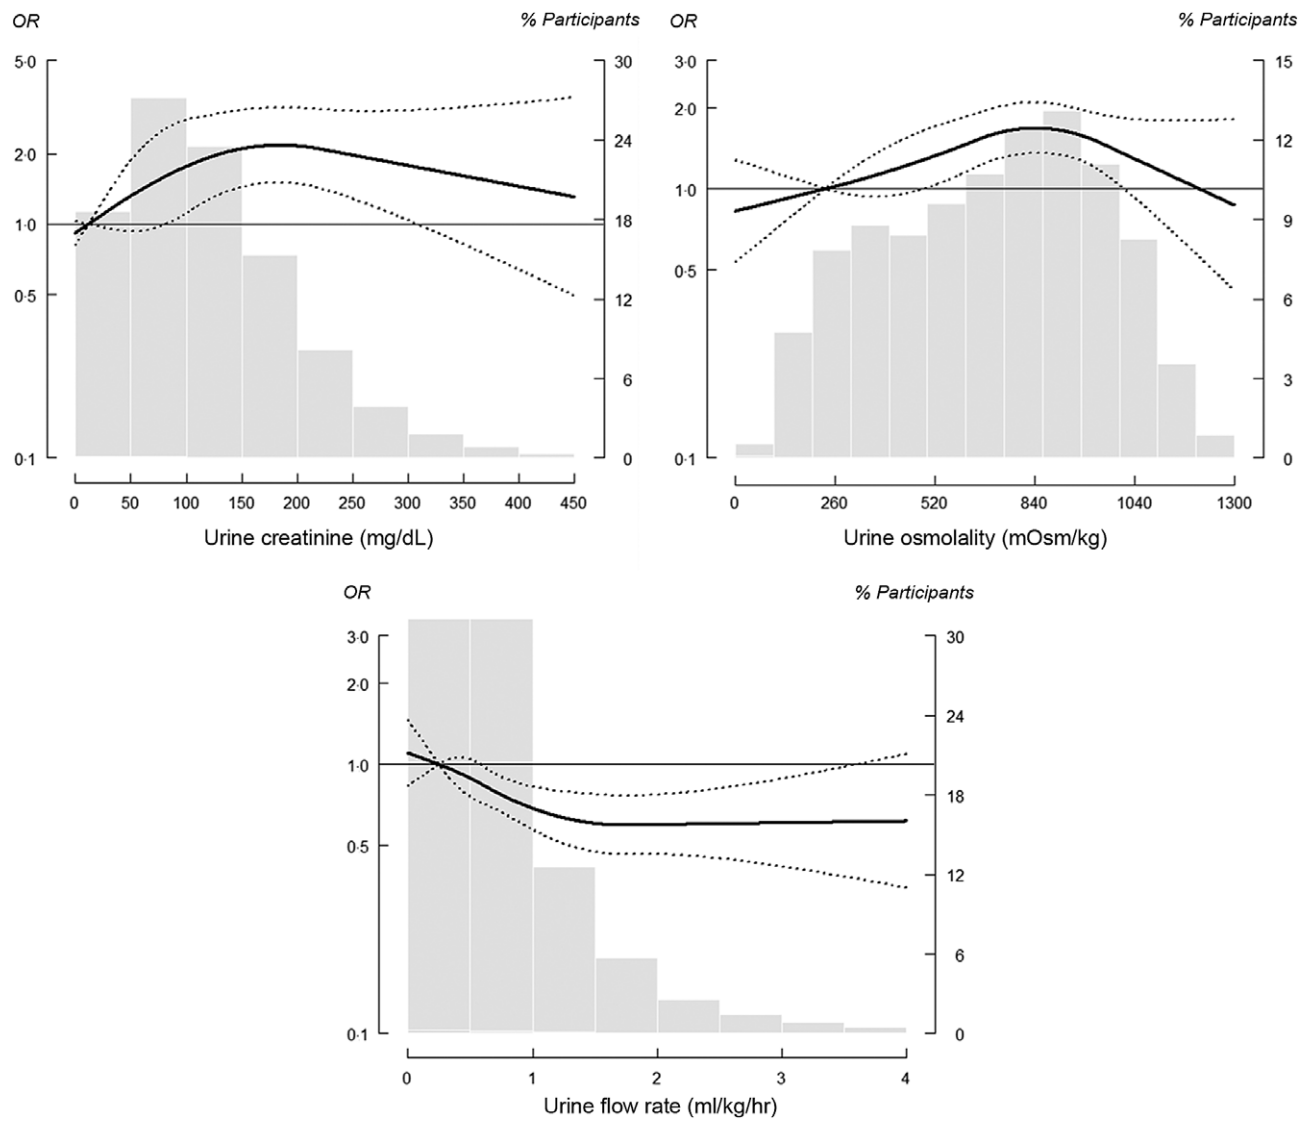 OR % Participants
5·0 30
24
2·0
1·0 18
0·5 12
6
0·1 0
0 50 100 150 200 250 300 350 400 450
Urine creatinine (mg/dL)
OR % Participants
3·0 15
2·0
12
1·0
9
0·5
6
3
0·1 0
0 260 520 840 1040 1300
Urine osmolality (mOsm/kg)
OR % Participants
3·0 30
2·0
24
1·0
18
0·5
12
6
0·1 0
0 1 2 3 4
Urine flow rate (ml/kg/hr)